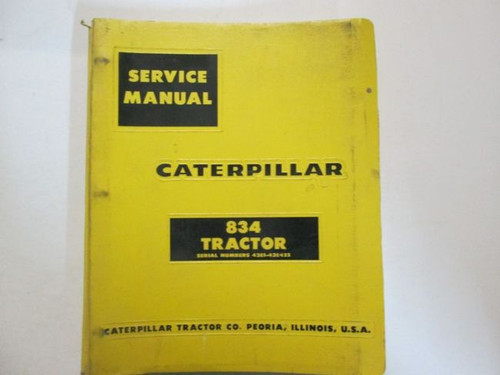 SERVICE
MANUAL
CATERPILLAR
834
TRACTOR
SERIAL NUMBERS
CATERPILLAR TRACTOR CO. PEORIA, ILLINOIS, U.S.A.